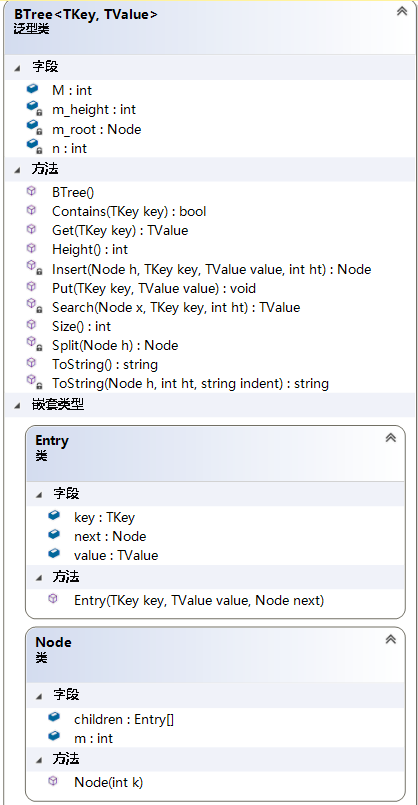 BTree<TKey, TValue>
泛型类
字段
M : int
m_height : int
m_root : Node
n : int
方法
BTree()
Contains(TKey key) : bool
Get(TKey key) : TValue
Height() : int
Insert(Node h, TKey key, TValue value, int ht) : Node
Put(TKey key, TValue value) : void
Search(Node x, TKey key, int ht) : TValue
Size() : int
Split(Node h) : Node
ToString() : string
ToString(Node h, int ht, string indent) : string
嵌套类型
Entry
类
字段
key : TKey
next : Node
value : TValue
方法
Entry(TKey key, TValue value, Node next)
Node
类
字段
children : Entry[]
m : int
方法
Node(int k)